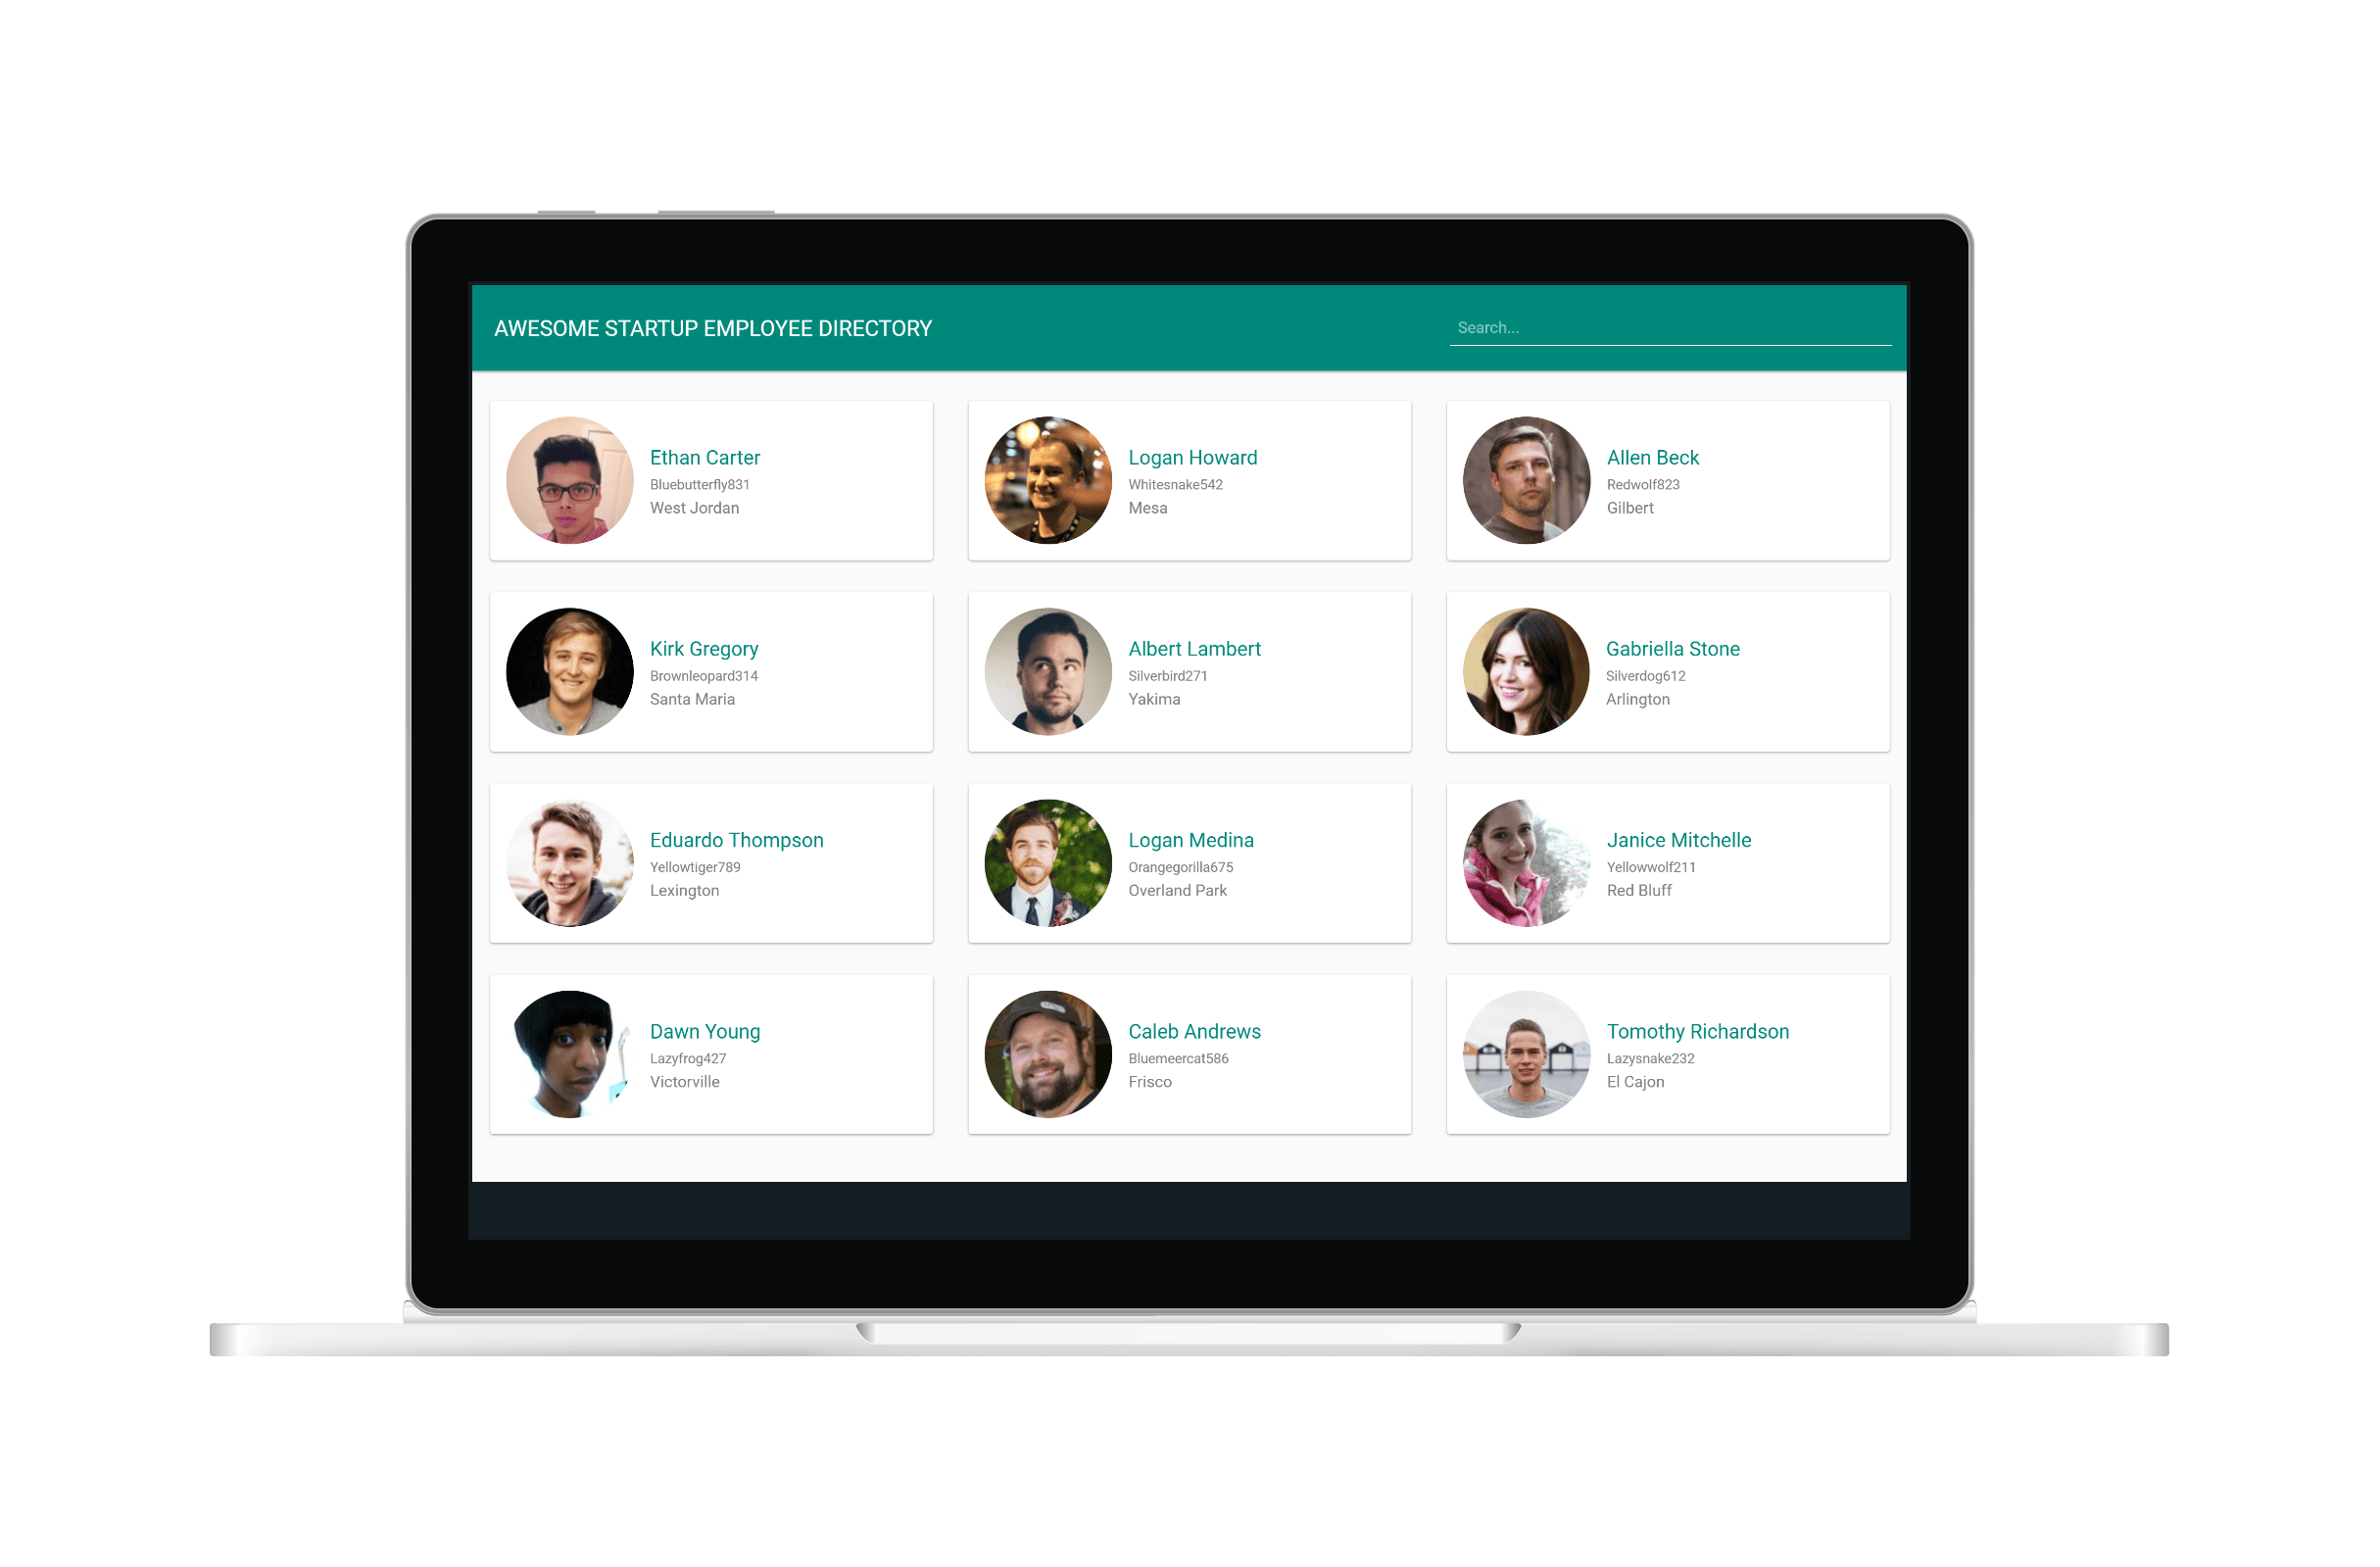 AWESOME STARTUP EMPLOYEE DIRECTORY
Search...
Ethan Carter
Bluebutterfly831
West Jordan
Logan Howard
Whitesnake542
Mesa
Allen Beck
Redwolf823
Gilbert
Kirk Gregory
Brownleopard314
Santa Maria
Albert Lambert
Silverbird271
Yakima
Gabriella Stone
Silverdog612
Arlington
Eduardo Thompson
Yellowtiger789
Lexington
Logan Medina
Orangegorilla675
Overland Park
Janice Mitchelle
Yellowwolf211
Red Bluff
Dawn Young
Lazyfrog427
Victorville
Caleb Andrews
Bluemeercat586
Frisco
Tomothy Richardson
Lazysnake232
El Cajon